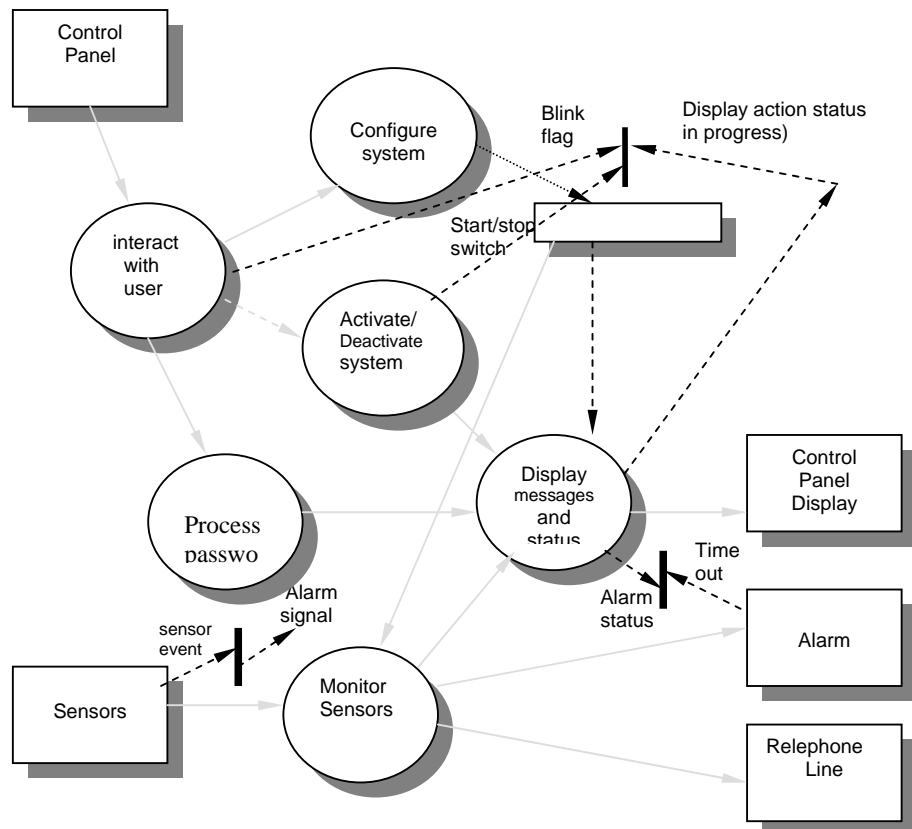 Control
Panel
Configure
system
Blink
flag
Display action status
in progress)
interact
with
user
Start/stop
switch
Activate/
Deactivate
system
Display
messages
and
status
Control
Panel
Display
Process
passwo
Time
out
Alarm
signal
Alarm
status
sensor
event
Alarm
Sensors
Monitor
Sensors
Relephone
Line